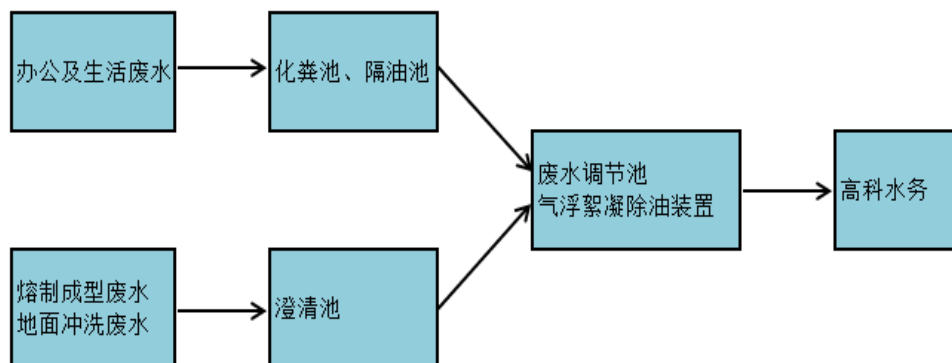 办公及生活废水
化粪池、隔油池
废水调节池
气浮絮凝除油装置
高科水务
熔制成型废水
地面冲洗废水
澄清池